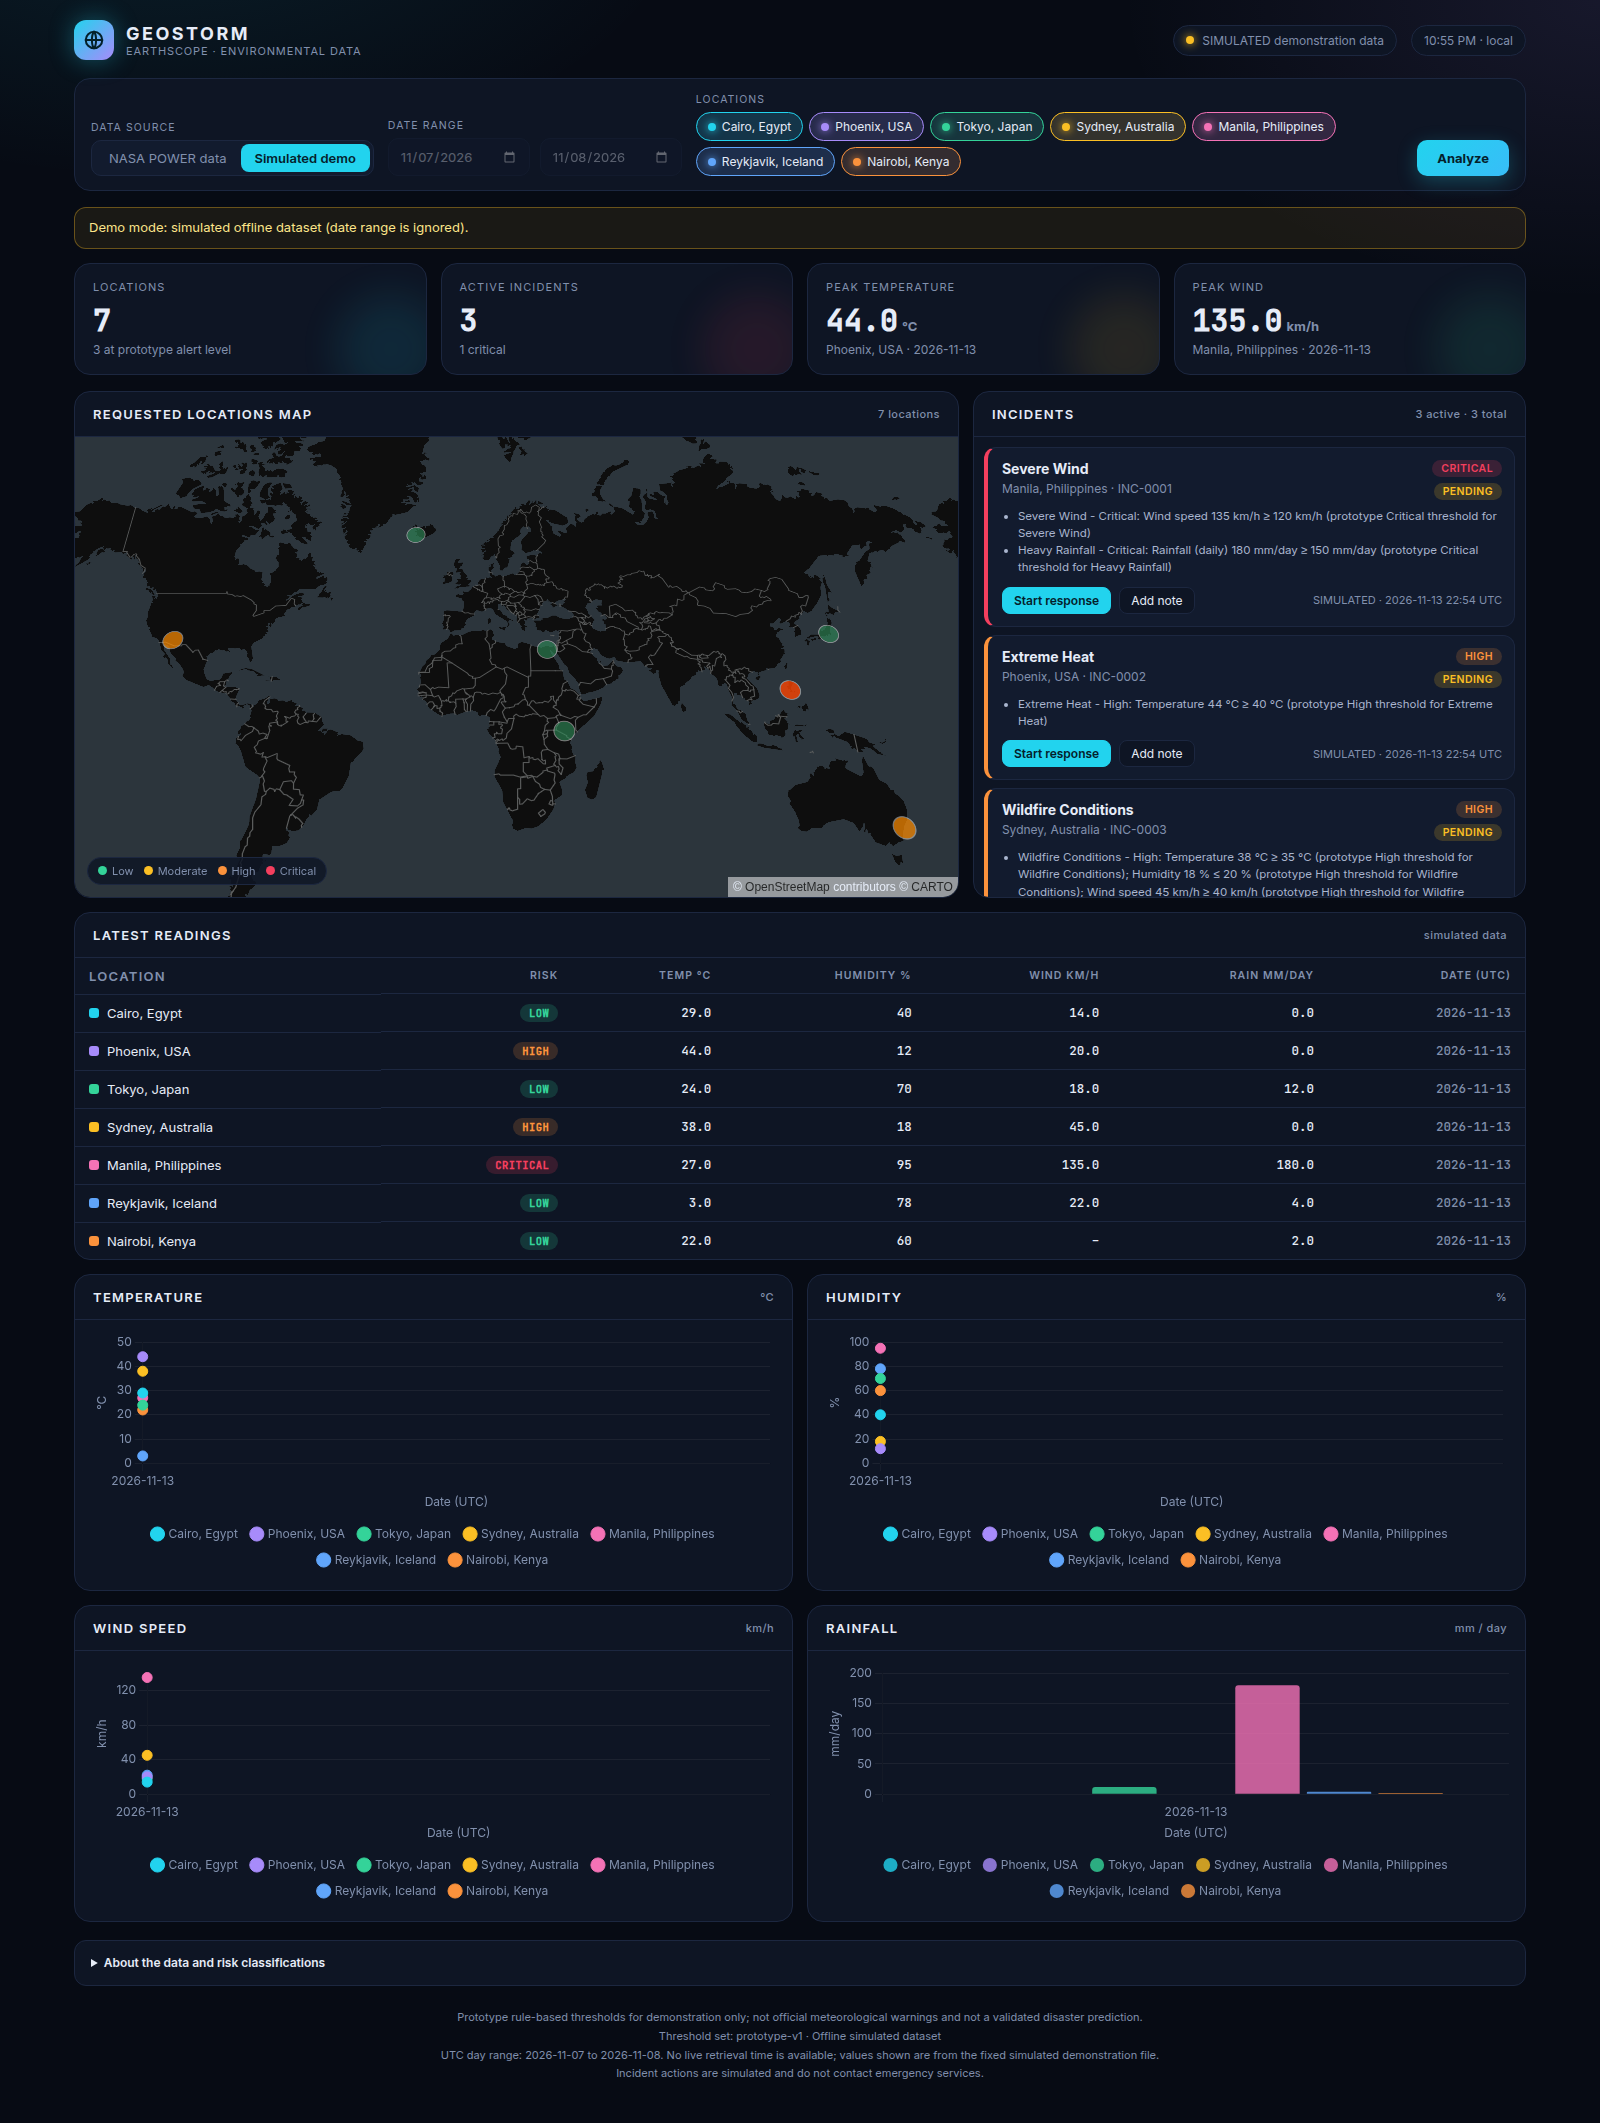 GEOSTORM
EARTHSCOPE · ENVIRONMENTAL DATA
SIMULATED demonstration data
10:55 PM · local
DATA SOURCE
NASA POWER data
Simulated demo
DATE RANGE
11/07/2026
11/08/2026
LOCATIONS
Cairo, Egypt
Phoenix, USA
Tokyo, Japan
Sydney, Australia
Manila, Philippines
Reykjavik, Iceland
Nairobi, Kenya
Analyze
Demo mode: simulated offline dataset (date range is ignored).
LOCATIONS
7
3 at prototype alert level
ACTIVE INCIDENTS
3
1 critical
PEAK TEMPERATURE
44.0 °C
Phoenix, USA · 2026-11-13
PEAK WIND
135.0 km/h
Manila, Philippines · 2026-11-13
REQUESTED LOCATIONS MAP
7 locations
Low
Moderate
High
Critical
© OpenStreetMap contributors © CARTO
INCIDENTS
3 active · 3 total
Severe Wind
CRITICAL
Manila, Philippines · INC-0001
PENDING
• Severe Wind - Critical: Wind speed 135 km/h ≥ 120 km/h (prototype Critical threshold for
Severe Wind)
• Heavy Rainfall - Critical: Rainfall (daily) 180 mm/day ≥ 150 mm/day (prototype Critical
threshold for Heavy Rainfall)
Start response
Add note
SIMULATED · 2026-11-13 22:54 UTC
Extreme Heat
HIGH
Phoenix, USA · INC-0002
PENDING
• Extreme Heat - High: Temperature 44 °C ≥ 40 °C (prototype High threshold for Extreme
Heat)
Start response
Add note
SIMULATED · 2026-11-13 22:54 UTC
Wildfire Conditions
HIGH
Sydney, Australia · INC-0003
PENDING
• Wildfire Conditions - High: Temperature 38 °C ≥ 35 °C (prototype High threshold for
Wildfire Conditions); Humidity 18 % ≤ 20 % (prototype High threshold for Wildfire
Conditions); Wind speed 45 km/h ≥ 40 km/h (prototype High threshold for Wildfire
LATEST READINGS
simulated data
LOCATION RISK TEMP °C HUMIDITY % WIND KM/H RAIN MM/DAY DATE (UTC)
Cairo, Egypt LOW 29.0 40 14.0 0.0 2026-11-13
Phoenix, USA HIGH 44.0 12 20.0 0.0 2026-11-13
Tokyo, Japan LOW 24.0 70 18.0 12.0 2026-11-13
Sydney, Australia HIGH 38.0 18 45.0 0.0 2026-11-13
Manila, Philippines CRITICAL 27.0 95 135.0 180.0 2026-11-13
Reykjavik, Iceland LOW 3.0 78 22.0 4.0 2026-11-13
Nairobi, Kenya LOW 22.0 60 – 2.0 2026-11-13
TEMPERATURE
°C
50
40
30
20
10
0
°C
2026-11-13
Date (UTC)
Cairo, Egypt Phoenix, USA Tokyo, Japan Sydney, Australia Manila, Philippines
Reykjavik, Iceland Nairobi, Kenya
HUMIDITY
%
100
80
60
40
20
0
%
2026-11-13
Date (UTC)
Cairo, Egypt Phoenix, USA Tokyo, Japan Sydney, Australia Manila, Philippines
Reykjavik, Iceland Nairobi, Kenya
WIND SPEED
km/h
120
80
40
0
km/h
2026-11-13
Date (UTC)
Cairo, Egypt Phoenix, USA Tokyo, Japan Sydney, Australia Manila, Philippines
Reykjavik, Iceland Nairobi, Kenya
RAINFALL
mm / day
200
150
100
50
0
mm/day
2026-11-13
Date (UTC)
Cairo, Egypt Phoenix, USA Tokyo, Japan Sydney, Australia Manila, Philippines
Reykjavik, Iceland Nairobi, Kenya
About the data and risk classifications
Prototype rule-based thresholds for demonstration only; not official meteorological warnings and not a validated disaster prediction.
Threshold set: prototype-v1 · Offline simulated dataset
UTC day range: 2026-11-07 to 2026-11-08. No live retrieval time is available; values shown are from the fixed simulated demonstration file.
Incident actions are simulated and do not contact emergency services.